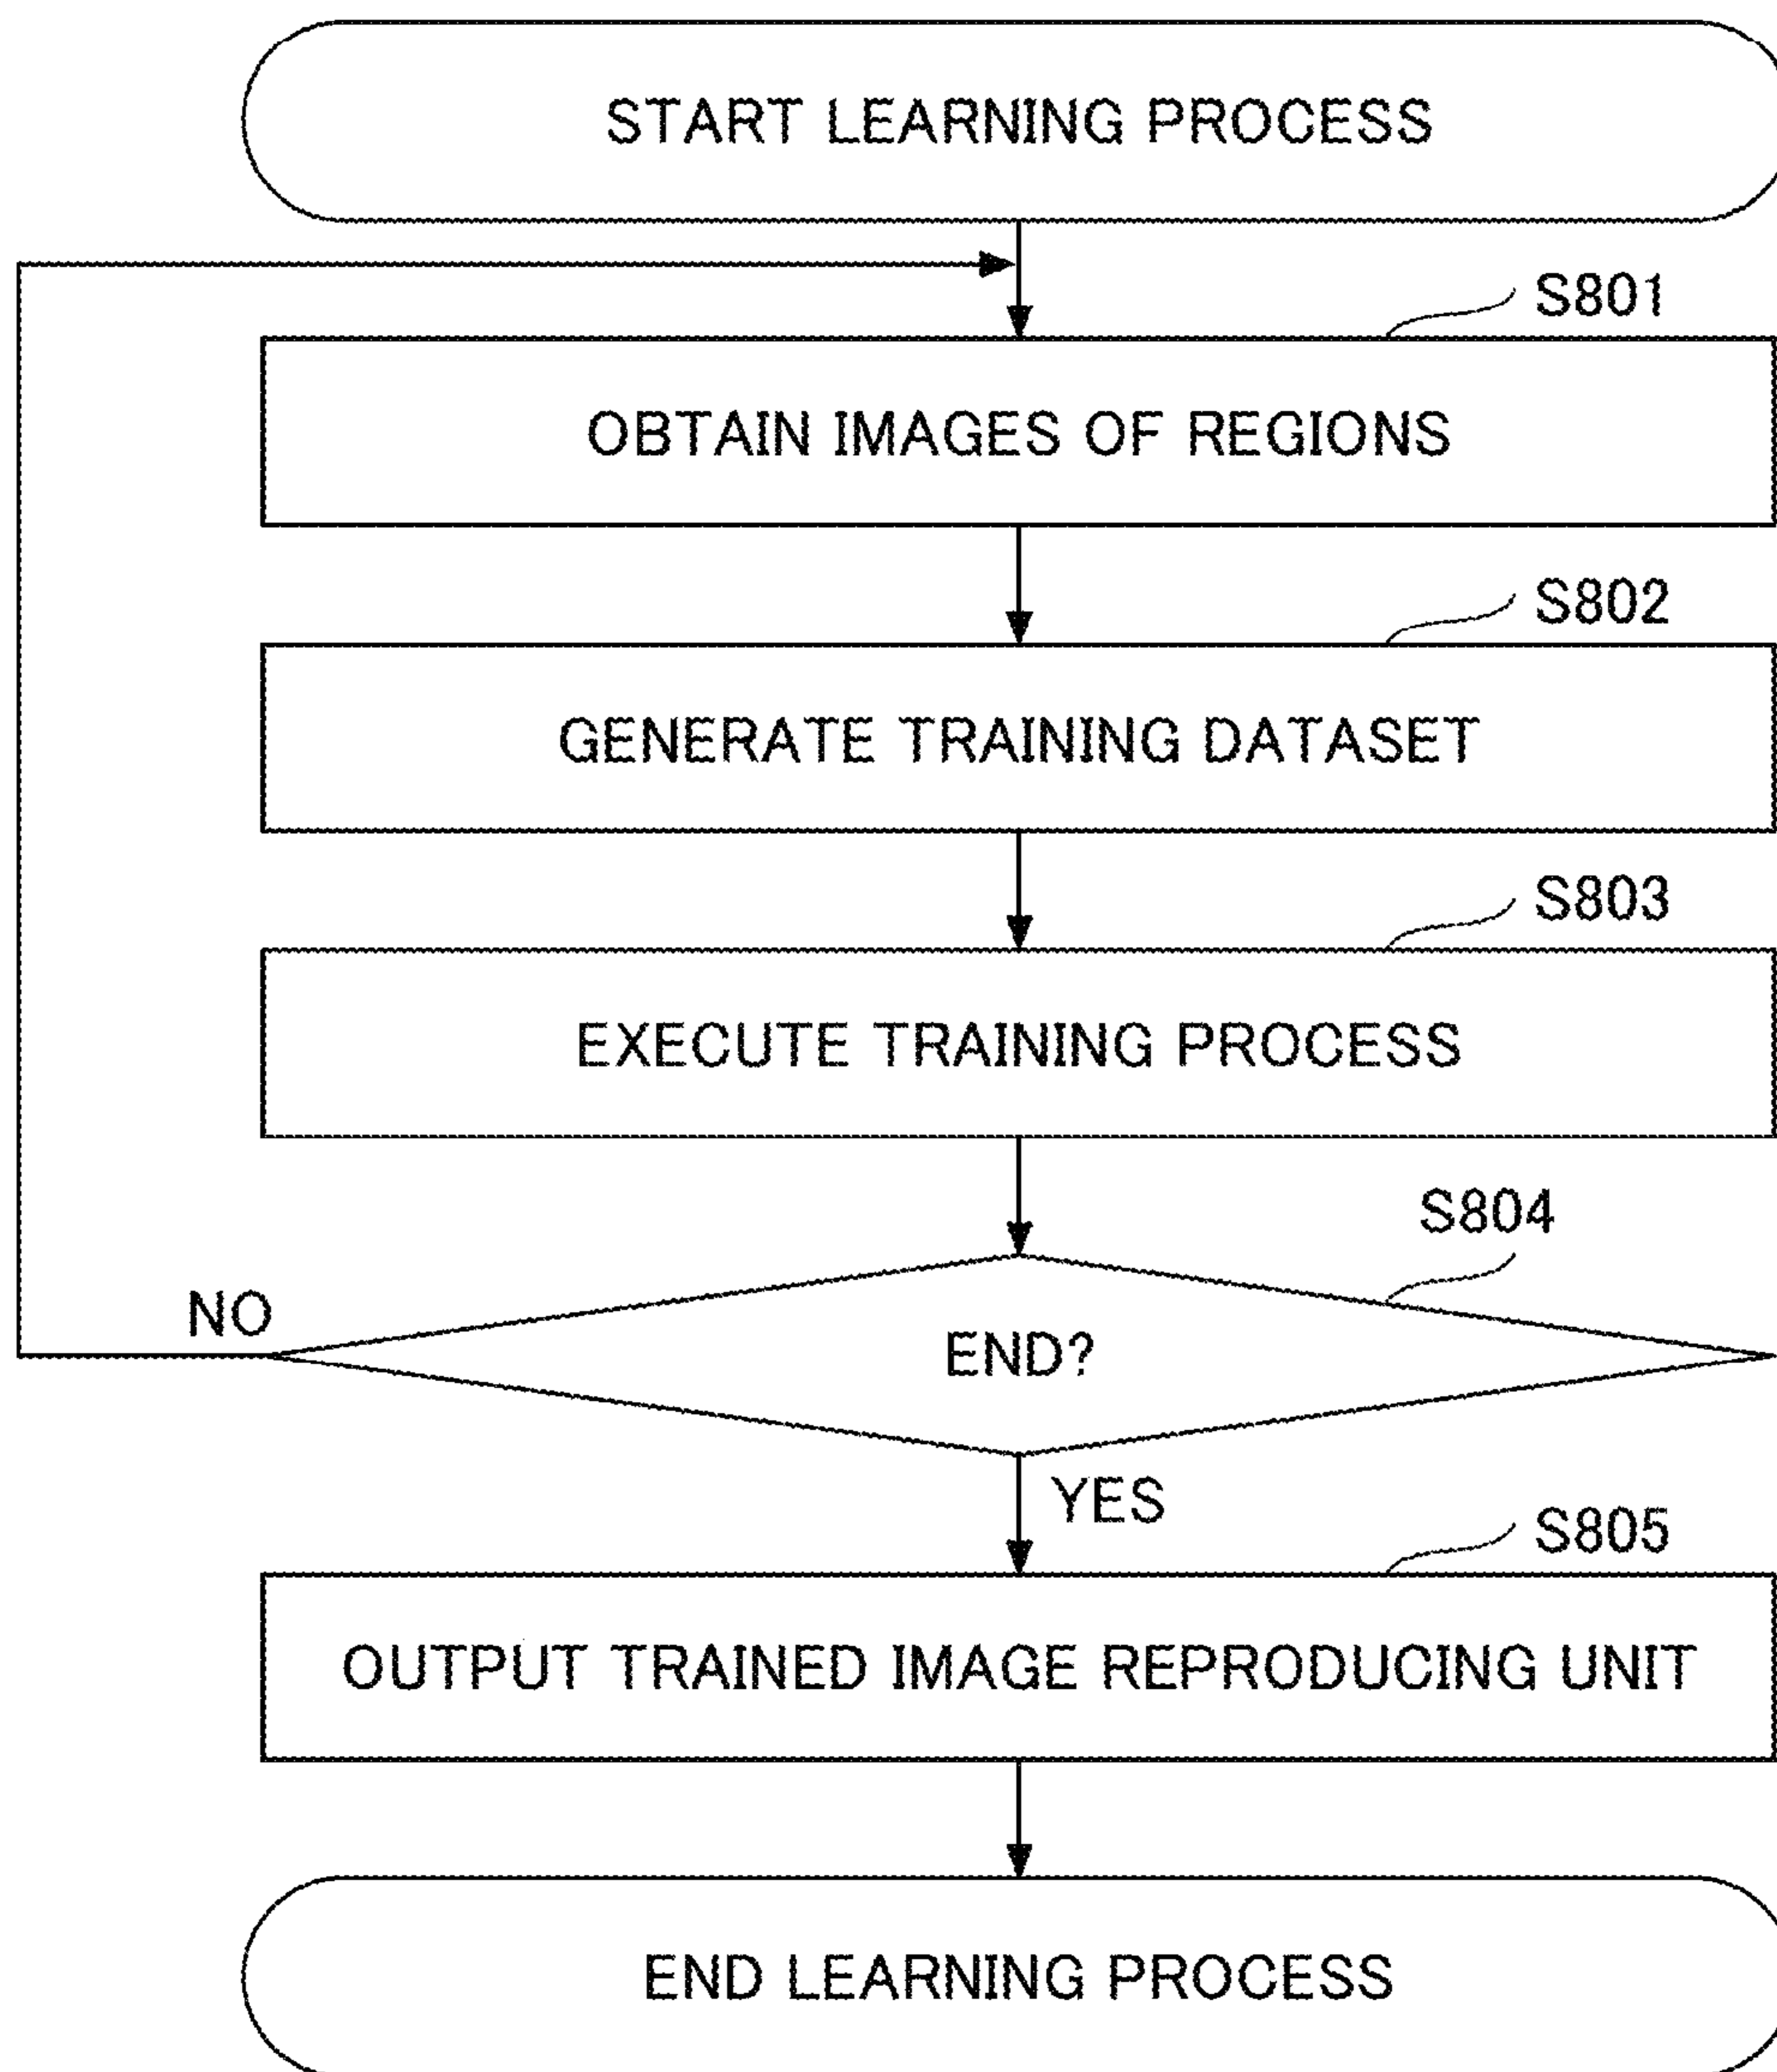 START LEARNING PROCESS
S801
OBTAIN IMAGES OF REGIONS
S802
GENERATE TRAINING DATASET
S803
EXECUTE TRAINING PROCESS
S804
NO
END?
YES
S805
OUTPUT TRAINED IMAGE REPRODUCING UNIT
END LEARNING PROCESS